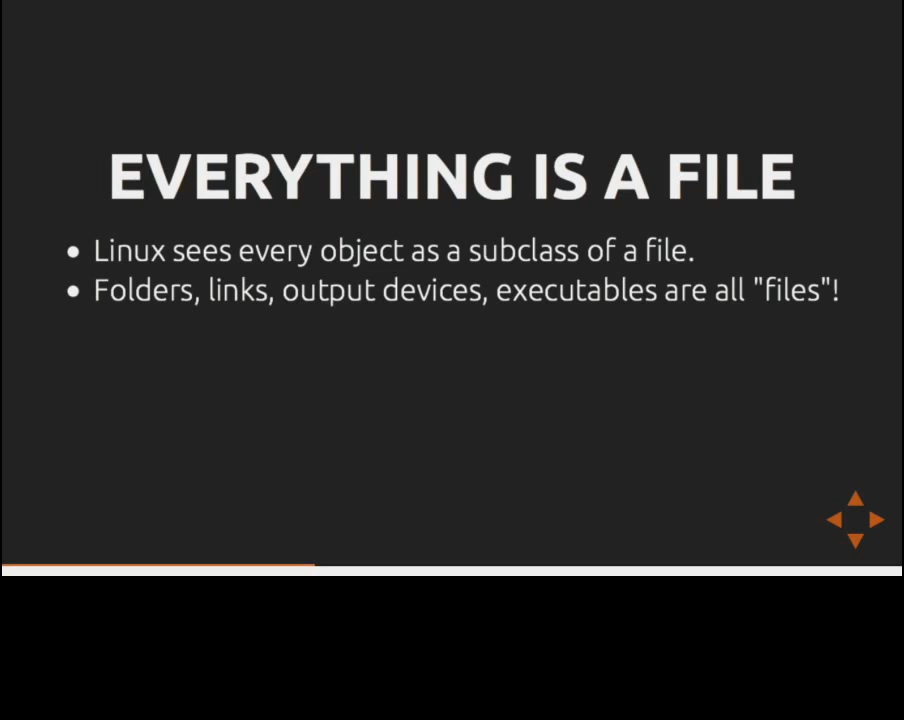 EVERYTHING IS A FILE
Linux sees every object as a subclass of a file.
Folders, links, output devices, executables are all "files"!